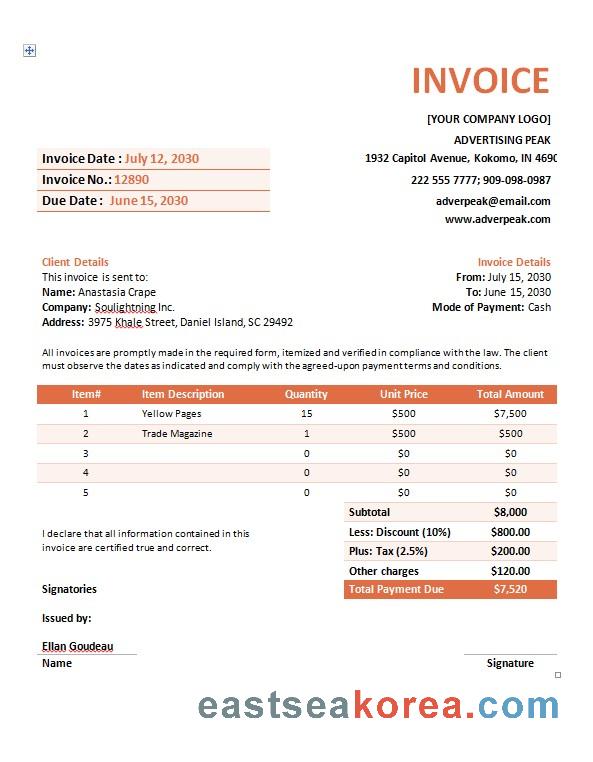 INVOICE
[YOUR COMPANY LOGO]
ADVERTISING PEAK
Invoice Date : July 12, 2030
1932 Capitol Avenue, Kokomo, IN 4690
Invoice No.: 12890
222 555 7777; 909-098-0987
Due Date : June 15, 2030
adverpeak@email.com
www.adverpeak.com
Client Details
Invoice Details
This invoice is sent to:
From: July 15, 2030
Name: Anastasia Crape
To: June 15, 2030
Company: Soulightning Inc.
Mode of Payment: Cash
Address: 3975 Khale Street, Daniel Island, SC 29492
All invoices are promptly made in the required form, itemized and verified in compliance with the law. The client
must observe the dates as indicated and comply with the agreed-upon payment terms and conditions.
Item# Item Description Quantity Unit Price Total Amount
1 Yellow Pages 15 $500 $7,500
2 Trade Magazine 1 $500 $500
3 0 $0 $0
4 0 $0 $0
5 0 $0 $0
Subtotal $8,000
I declare that all information contained in this
Less: Discount (10%) $800.00
invoice are certified true and correct.
Plus: Tax (2.5%) $200.00
Other charges $120.00
Signatories
Total Payment Due $7,520
Issued by:
Ellan Goudeau
Name
Signature
eastseakorea.com